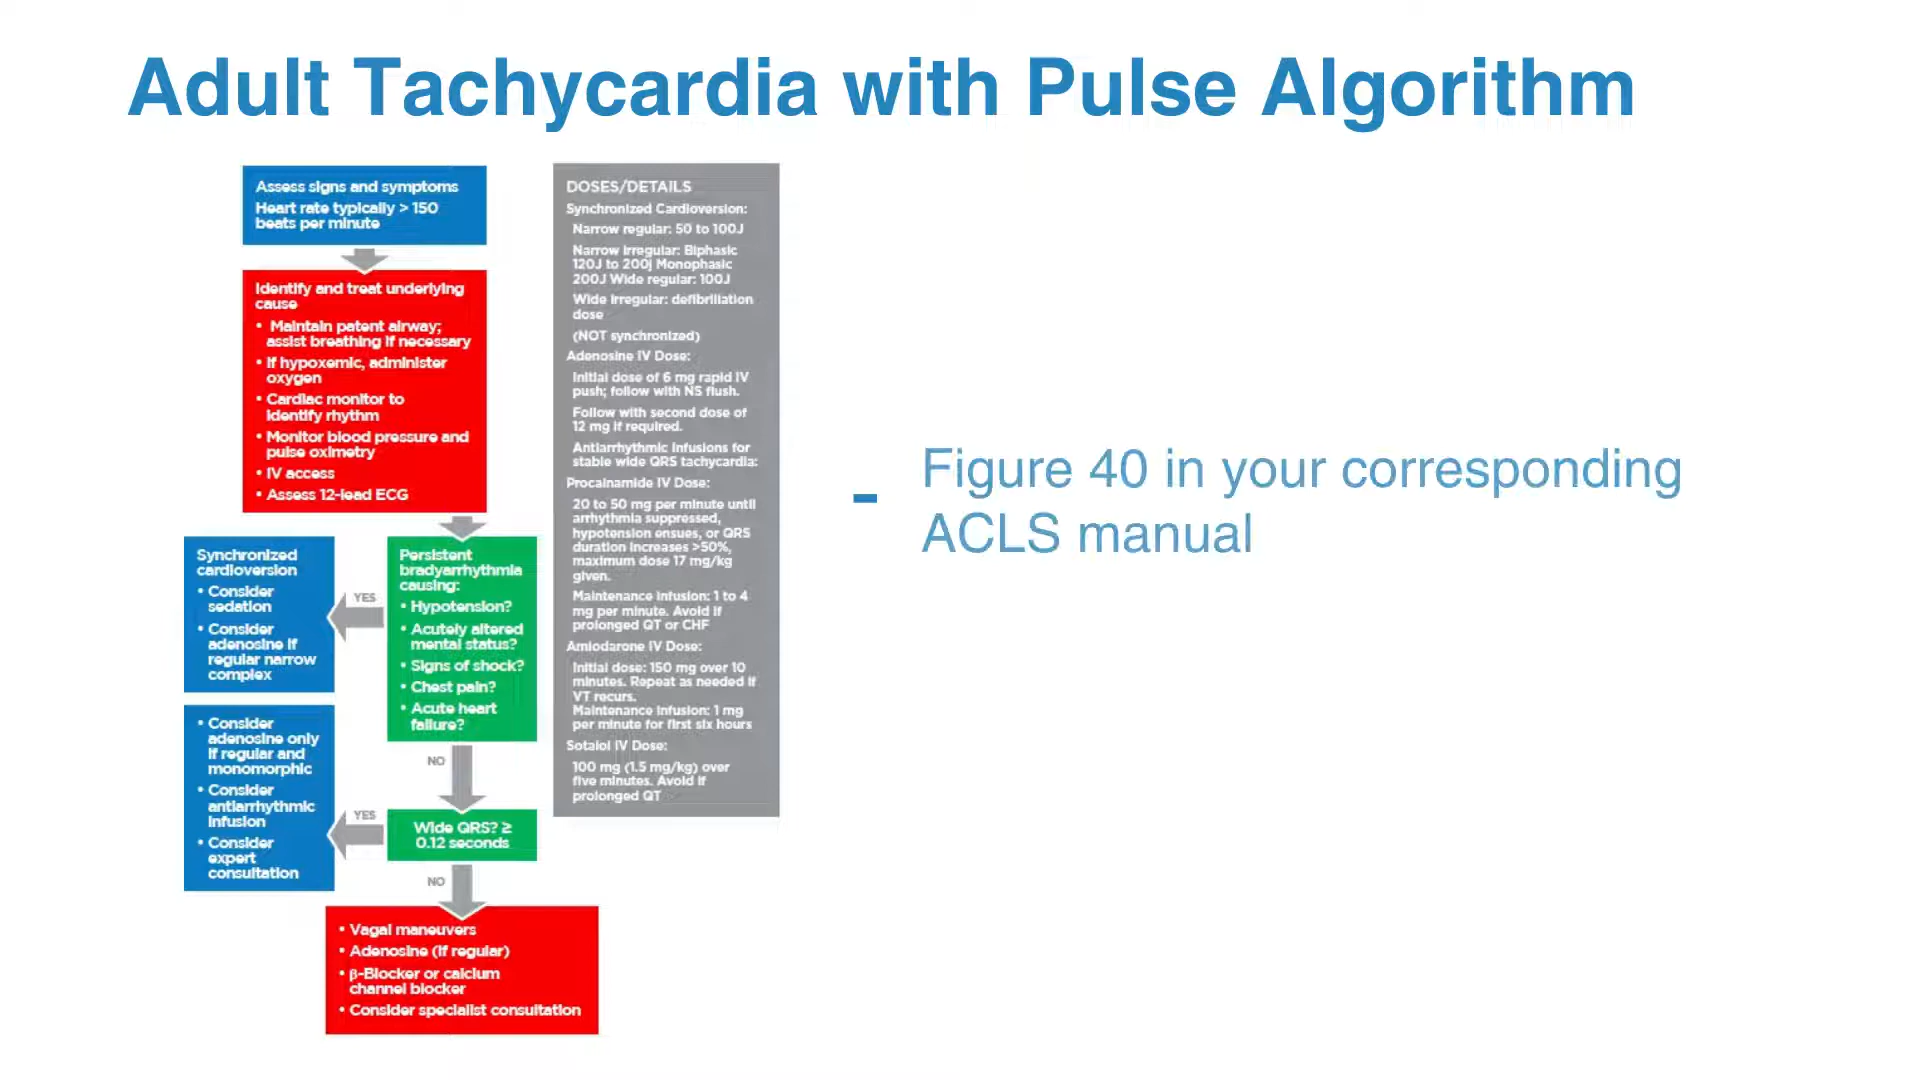 Adult Tachycardia with Pulse Algorithm
Assess signs and symptoms
Heart rate typically > 150
beats per minute
Identify and treat underlying
cause
• Maintain patent airway;
assist breathing if necessary
• If hypoxemic, administer
oxygen
• Cardiac monitor to
identify rhythm
• Monitor blood pressure and
pulse oximetry
• IV access
• Assess 12-lead ECG
Synchronized
cardioversion
• Consider
sedation
• Consider
adenosine if
regular narrow
complex
YES
Persistent
bradyarrhythmia
causing:
• Hypotension?
• Acutely altered
mental status?
• Signs of shock?
• Chest pain?
• Acute heart
failure?
NO
• Consider
adenosine only
if regular and
monomorphic
• Consider
antiarrhythmic
infusion
• Consider
expert
consultation
YES
Wide QRS? ≥
0.12 seconds
NO
• Vagal maneuvers
• Adenosine (if regular)
• β-Blocker or calcium
channel blocker
• Consider specialist consultation
DOSES/DETAILS
Synchronized Cardioversion:
Narrow regular: 50 to 100J
Narrow irregular: Biphasic
120J to 200j Monophasic
200J Wide regular: 100J
Wide irregular: defibrillation
dose
(NOT synchronized)
Adenosine IV Dose:
Initial dose of 6 mg rapid IV
push; follow with NS flush.
Follow with second dose of
12 mg if required.
Antiarrhythmic Infusions for
stable wide QRS tachycardia:
Procainamide IV Dose:
20 to 50 mg per minute until
arrhythmia suppressed,
hypotension ensues, or QRS
duration increases >50%,
maximum dose 17 mg/kg
given.
Maintenance infusion: 1 to 4
mg per minute. Avoid if
prolonged QT or CHF
Amiodarone IV Dose:
Initial dose: 150 mg over 10
minutes. Repeat as needed if
VT recurs.
Maintenance infusion: 1 mg
per minute for first six hours
Sotalol IV Dose:
100 mg (1.5 mg/kg) over
five minutes. Avoid if
prolonged QT
- Figure 40 in your corresponding
ACLS manual